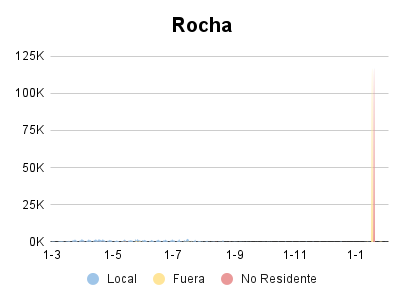 Rocha
125K
100K
75K
50K
25K
0K
1-3 1-5 1-7 1-9 1-11 1-1
Local Fuera No Residente